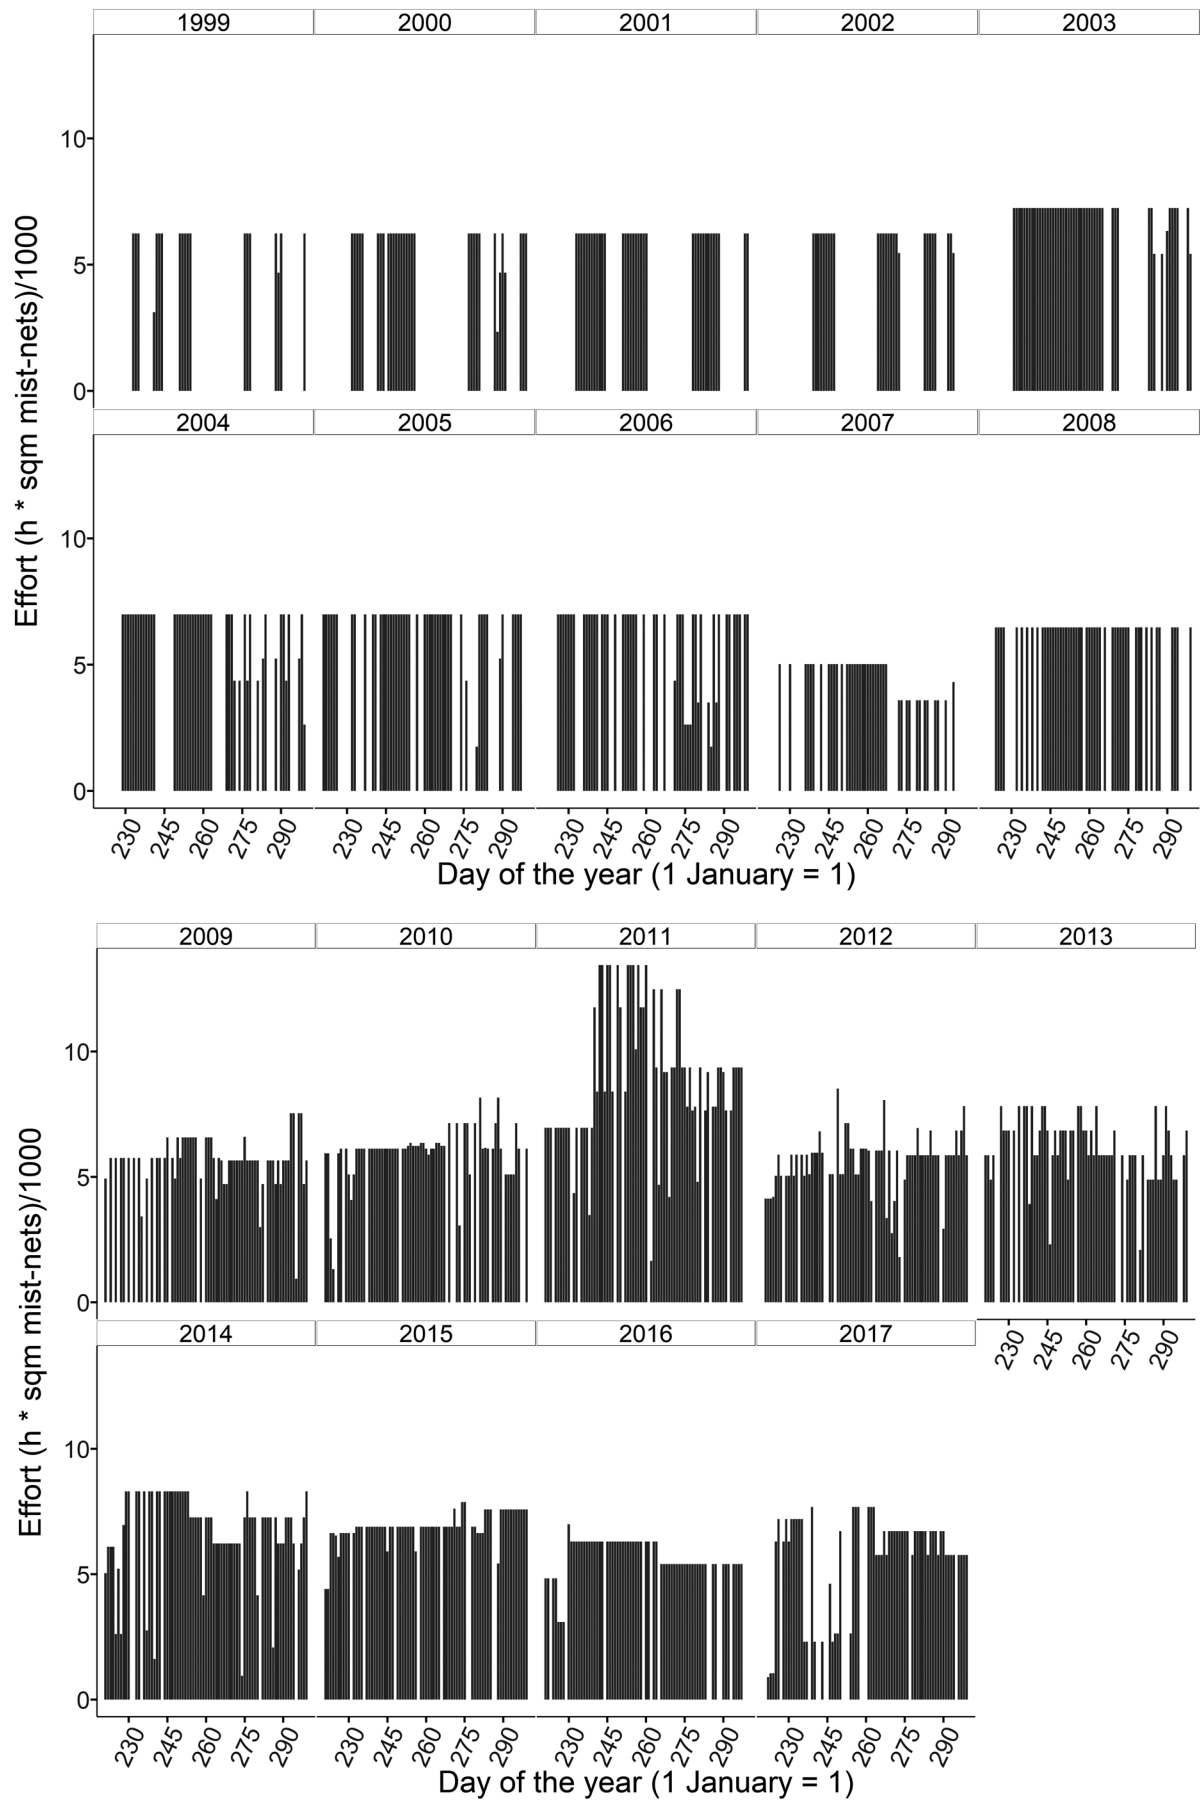 1999 2000 2001 2002 2003
10
5
0
2004 2005 2006 2007 2008
10
5
0
Effort (h * sqm mist-nets)/1000
230 245 260 275 290 230 245 260 275 290 230 245 260 275 290 230 245 260 275 290 230 245 260 275 290
Day of the year (1 January = 1)
2009 2010 2011 2012 2013
10
5
0
230 245 260 275 290
2014 2015 2016 2017
10
5
0
Effort (h * sqm mist-nets)/1000
230 245 260 275 290 230 245 260 275 290 230 245 260 275 290 230 245 260 275 290
Day of the year (1 January = 1)